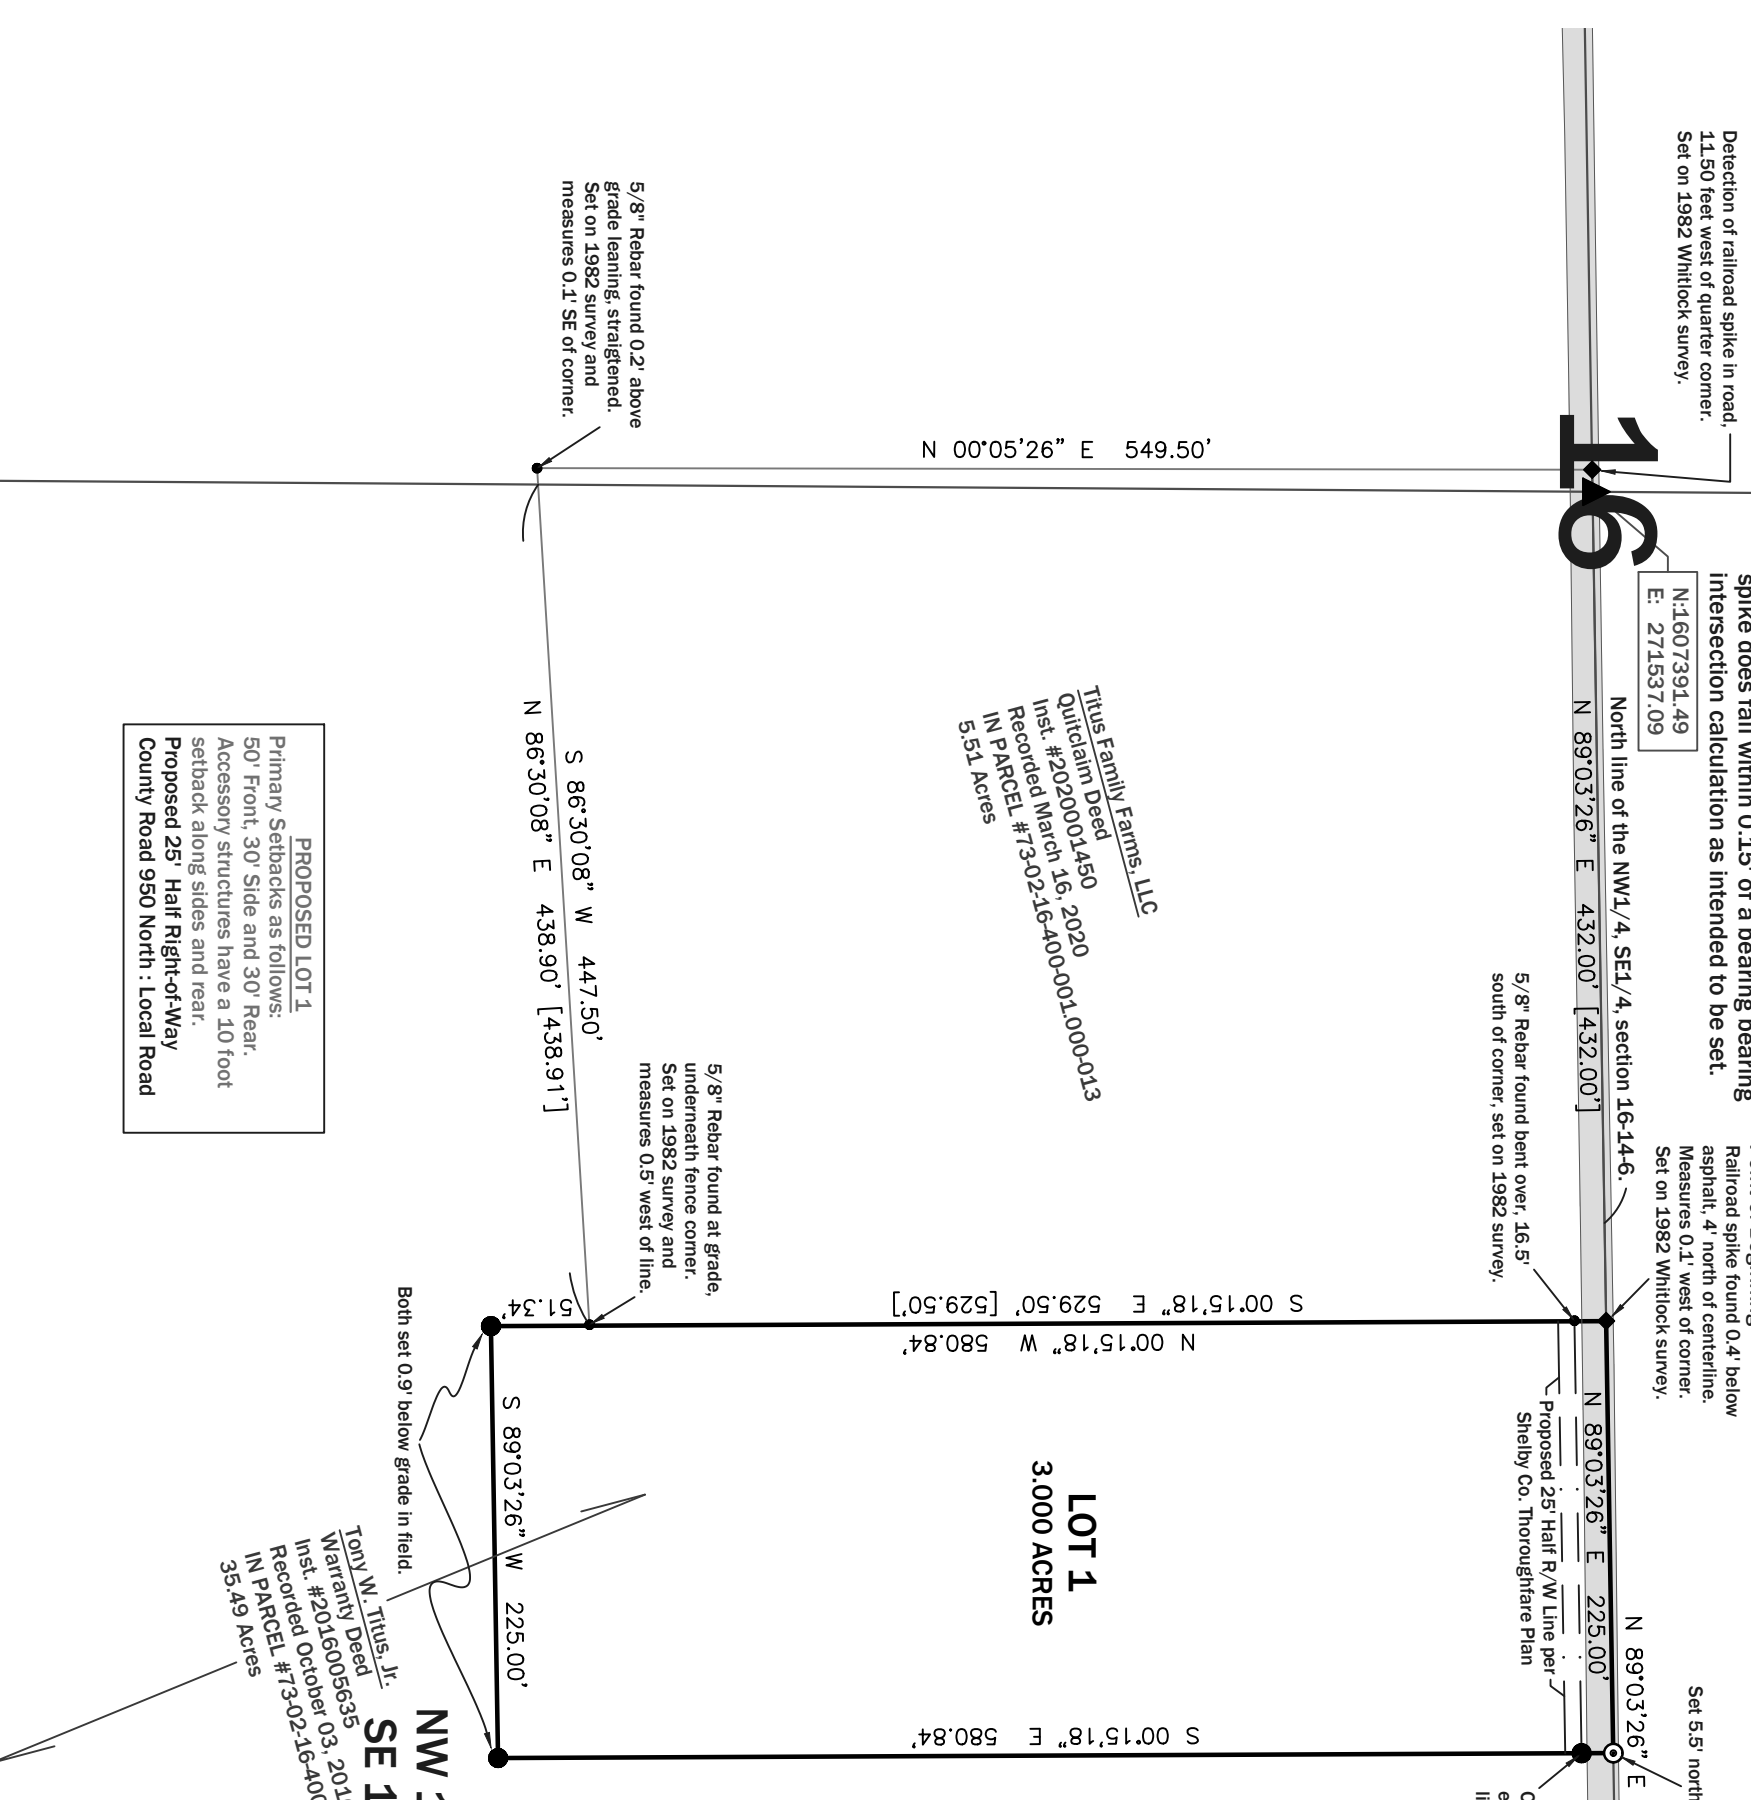 Detection of railroad spike in road,
11.50 feet west of quarter corner.
Set on 1982 Whitlock survey.
5/8" Rebar found 0.2' above
grade leaning, straigtened.
Set on 1982 survey and
measures 0.1' SE of corner.
N 00°05'26" E 549.50'
16
spike does fall within 0.15' of a bearing bearing
intersection calculation as intended to be set.
N:1607391.49
E: 271537.09
North line of the NW1/4, SE1/4, section 16-14-6.
N 89°03'26" E 432.00' [432.00']
Titus Family Farms, LLC
Quitclaim Deed
Inst. #2020001450
Recorded March 16, 2020
IN PARCEL #73-02-16-400-001.000-013
5.51 Acres
S 86°30'08" W 447.50'
N 86°30'08" E 438.90' [438.91']
PROPOSED LOT 1
Primary Setbacks as follows:
50' Front, 30' Side and 30' Rear.
Accessory structures have a 10 foot
setback along sides and rear.
Proposed 25' Half Right-of-Way
County Road 950 North : Local Road
Railroad spike found 0.4' below
asphalt, 4' north of centerline.
Measures 0.1' west of corner.
Set on 1982 Whitlock survey.
5/8" Rebar found bent over, 16.5'
south of corner, set on 1982 survey.
5/8" Rebar found at grade,
underneath fence corner.
Set on 1982 survey and
measures 0.5' west of line.
S 00°15'18" E 529.50' [529.50']
51.34'
N 00°15'18" W 580.84'
Both set 0.9' below grade in field.
N 89°03'26" E 225.00'
Proposed 25' Half R/W Line per
Shelby Co. Thoroughfare Plan
LOT 1
3.000 ACRES
S 89°03'26" W 225.00'
Tony W. Titus, Jr.
Warranty Deed
Inst. #2016005635
Recorded October 03, 201
IN PARCEL #73-02-16-400
35.49 Acres
NW
SE 1
S 00°15'18" E 580.84'
N 89°03'26" E
Set 5.5' north